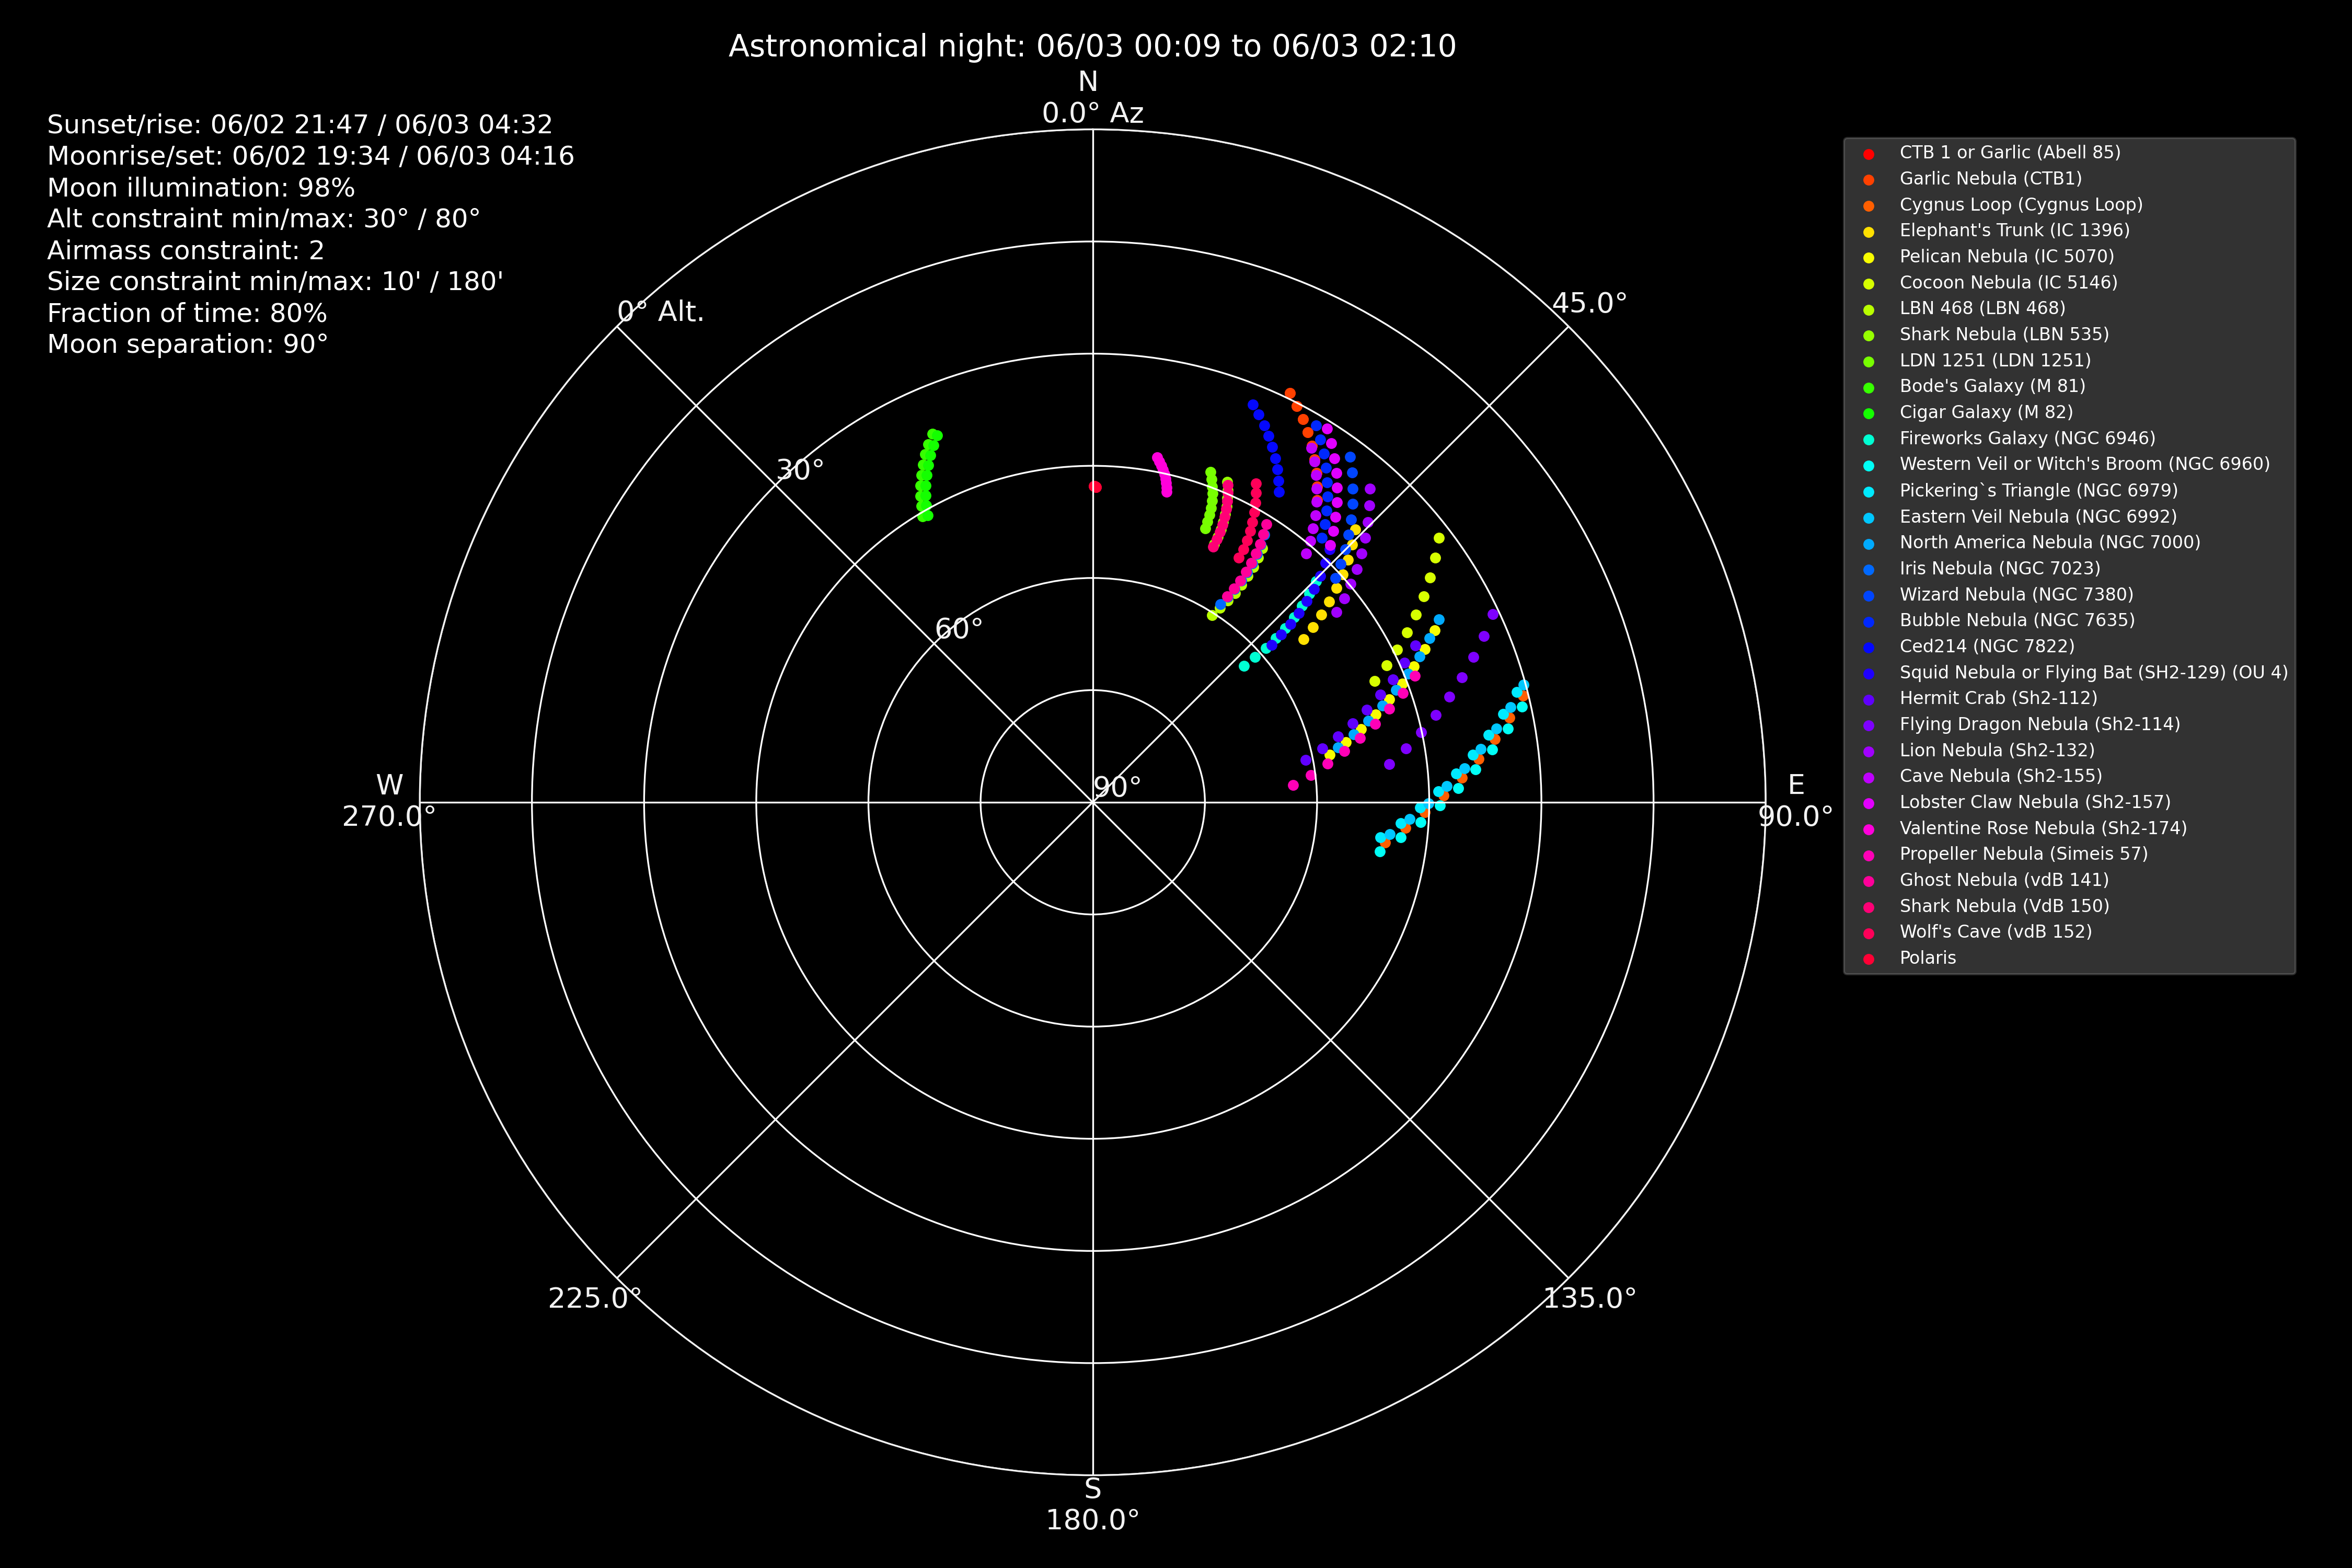 Astronomical night: 06/03 00:09 to 06/03 02:10
N
0.0° Az
Sunset/rise: 06/02 21:47 / 06/03 04:32
Moonrise/set: 06/02 19:34 / 06/03 04:16
Moon illumination: 98%
Alt constraint min/max: 30° / 80°
Airmass constraint: 2
Size constraint min/max: 10' / 180'
Fraction of time: 80%
Moon separation: 90°
0° Alt.
30°
60°
90°
45.0°
E
90.0°
135.0°
S
180.0°
225.0°
W
270.0°
CTB 1 or Garlic (Abell 85)
Garlic Nebula (CTB1)
Cygnus Loop (Cygnus Loop)
Elephant's Trunk (IC 1396)
Pelican Nebula (IC 5070)
Cocoon Nebula (IC 5146)
LBN 468 (LBN 468)
Shark Nebula (LBN 535)
LDN 1251 (LDN 1251)
Bode's Galaxy (M 81)
Cigar Galaxy (M 82)
Fireworks Galaxy (NGC 6946)
Western Veil or Witch's Broom (NGC 6960)
Pickering`s Triangle (NGC 6979)
Eastern Veil Nebula (NGC 6992)
North America Nebula (NGC 7000)
Iris Nebula (NGC 7023)
Wizard Nebula (NGC 7380)
Bubble Nebula (NGC 7635)
Ced214 (NGC 7822)
Squid Nebula or Flying Bat (SH2-129) (OU 4)
Hermit Crab (Sh2-112)
Flying Dragon Nebula (Sh2-114)
Lion Nebula (Sh2-132)
Cave Nebula (Sh2-155)
Lobster Claw Nebula (Sh2-157)
Valentine Rose Nebula (Sh2-174)
Propeller Nebula (Simeis 57)
Ghost Nebula (vdB 141)
Shark Nebula (VdB 150)
Wolf's Cave (vdB 152)
Polaris